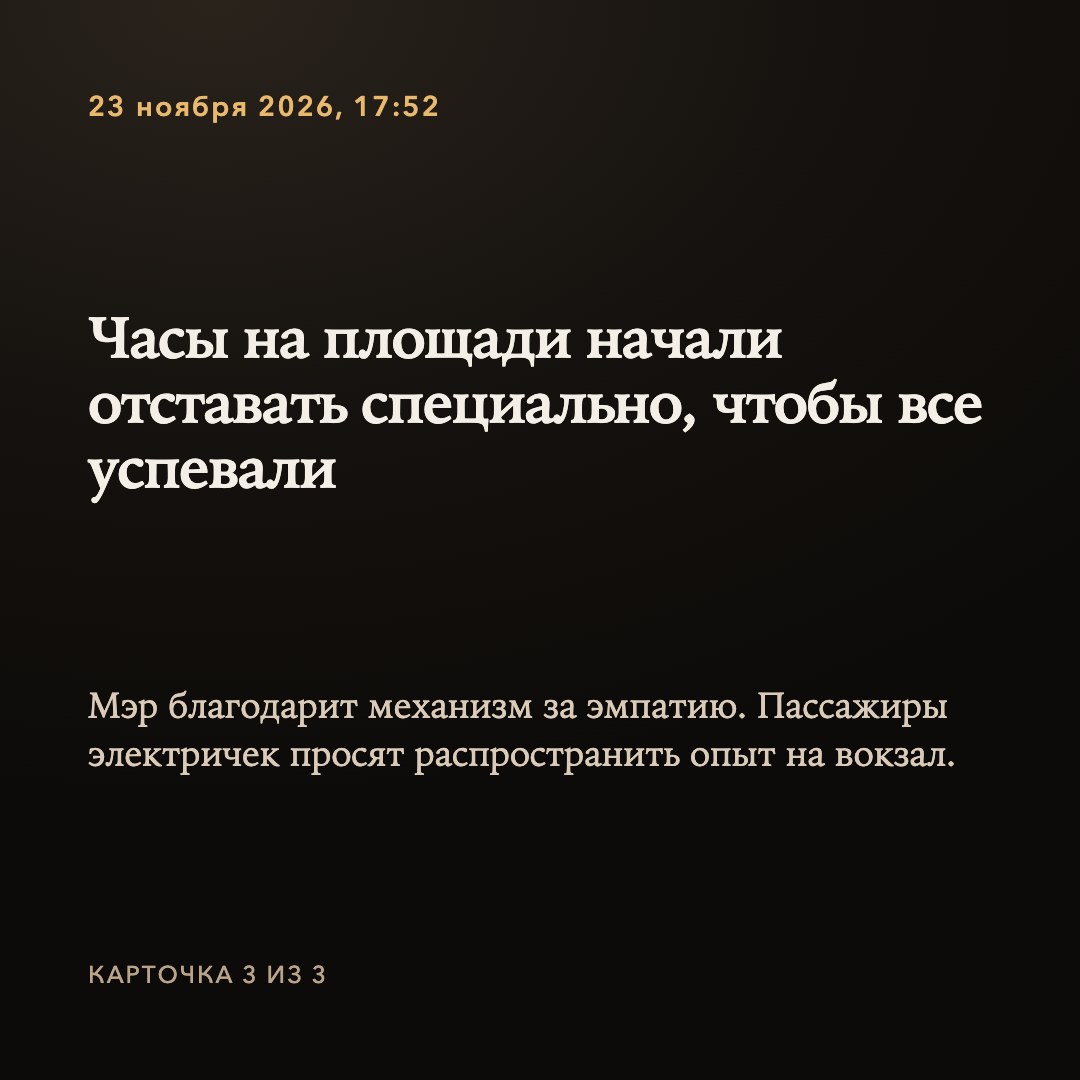 23 ноября 2026, 17:52
Часы на площади начали
отставать специально, чтобы все
успевали
Мэр благодарит механизм за эмпатию. Пассажиры
электричек просят распространить опыт на вокзал.
КАРТОЧКА 3 ИЗ 3